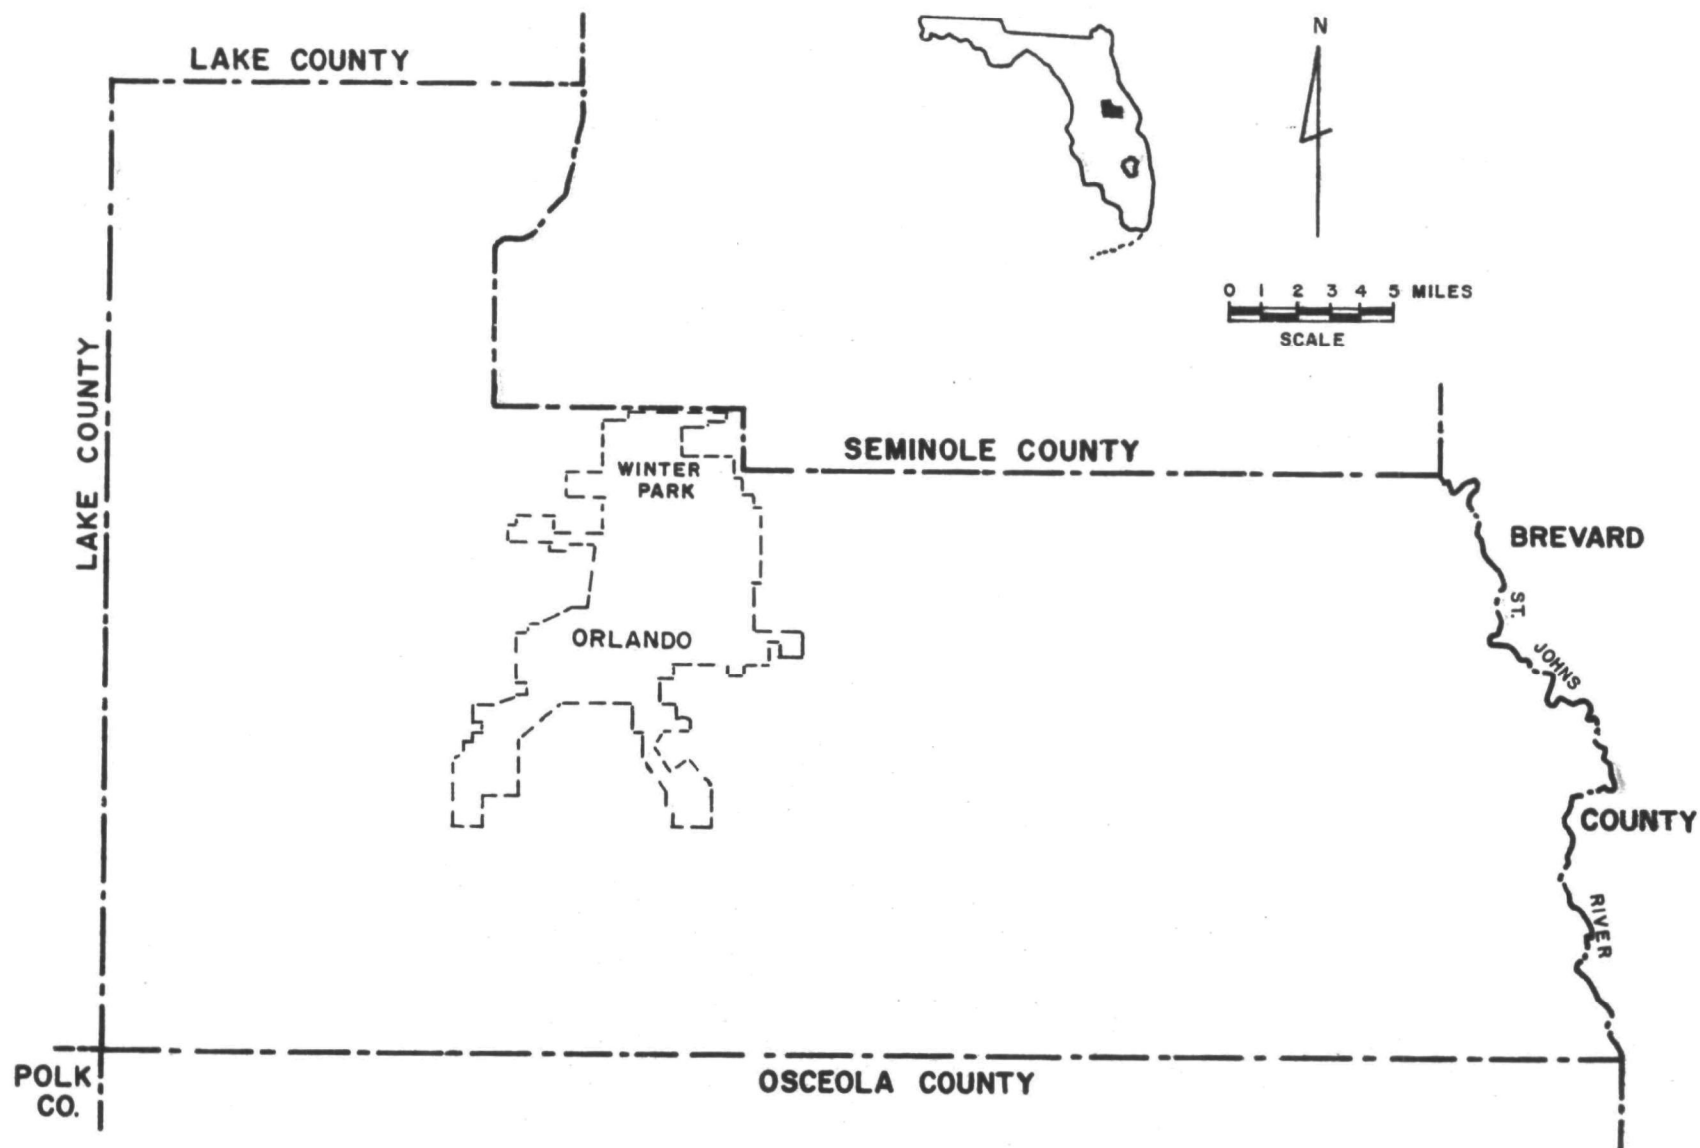 LAKE COUNTY
N
0 1 2 3 4 5 MILES
SCALE
LAKE COUNTY
SEMINOLE COUNTY
WINTER
PARK
BREVARD
ST.
ORLANDO
JOHNS
COUNTY
RIVER
POLK
CO.
OSCEOLA COUNTY